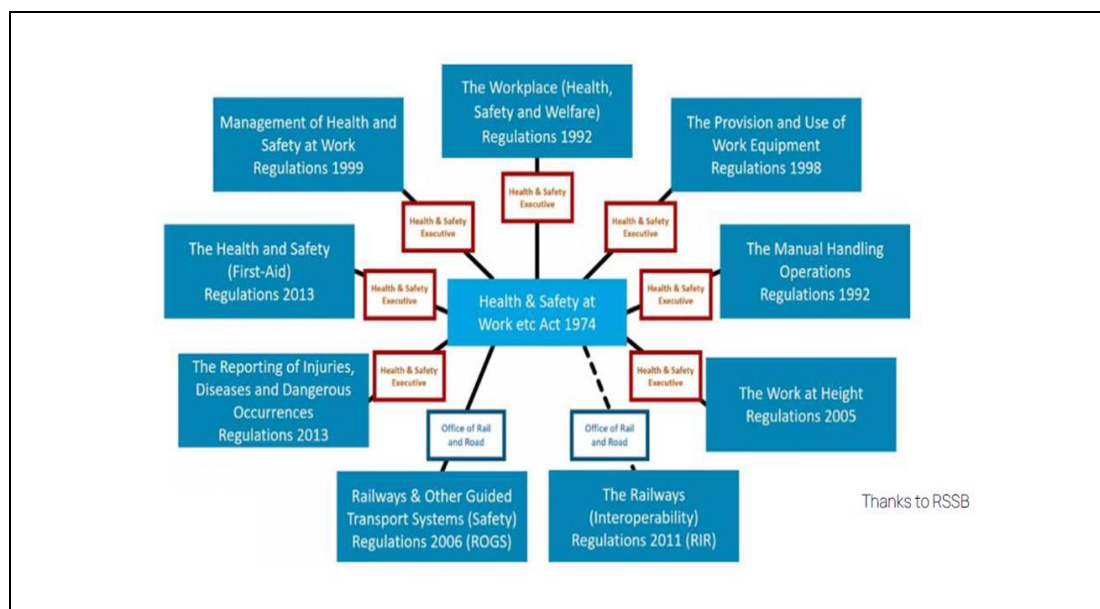 The Workplace (Health,
Safety and Welfare)
Regulations 1992
Management of Health and
Safety at Work
Regulations 1999
The Provision and Use of
Work Equipment
Regulations 1998
Health & Safety
Executive
Health & Safety
Executive
Health & Safety
Executive
The Health and Safety
(First-Aid)
Regulations 2013
Health & Safety
Executive
Health & Safety at
Work etc Act 1974
Health & Safety
Executive
The Manual Handling
Operations
Regulations 1992
The Reporting of Injuries,
Diseases and Dangerous
Occurrences
Regulations 2013
Health & Safety
Executive
Health & Safety
Executive
The Work at Height
Regulations 2005
Office of Rail
and Road
Office of Rail
and Road
Railways & Other Guided
Transport Systems (Safety)
Regulations 2006 (ROGS)
The Railways
(Interoperability)
Regulations 2011 (RIR)
Thanks to RSSB